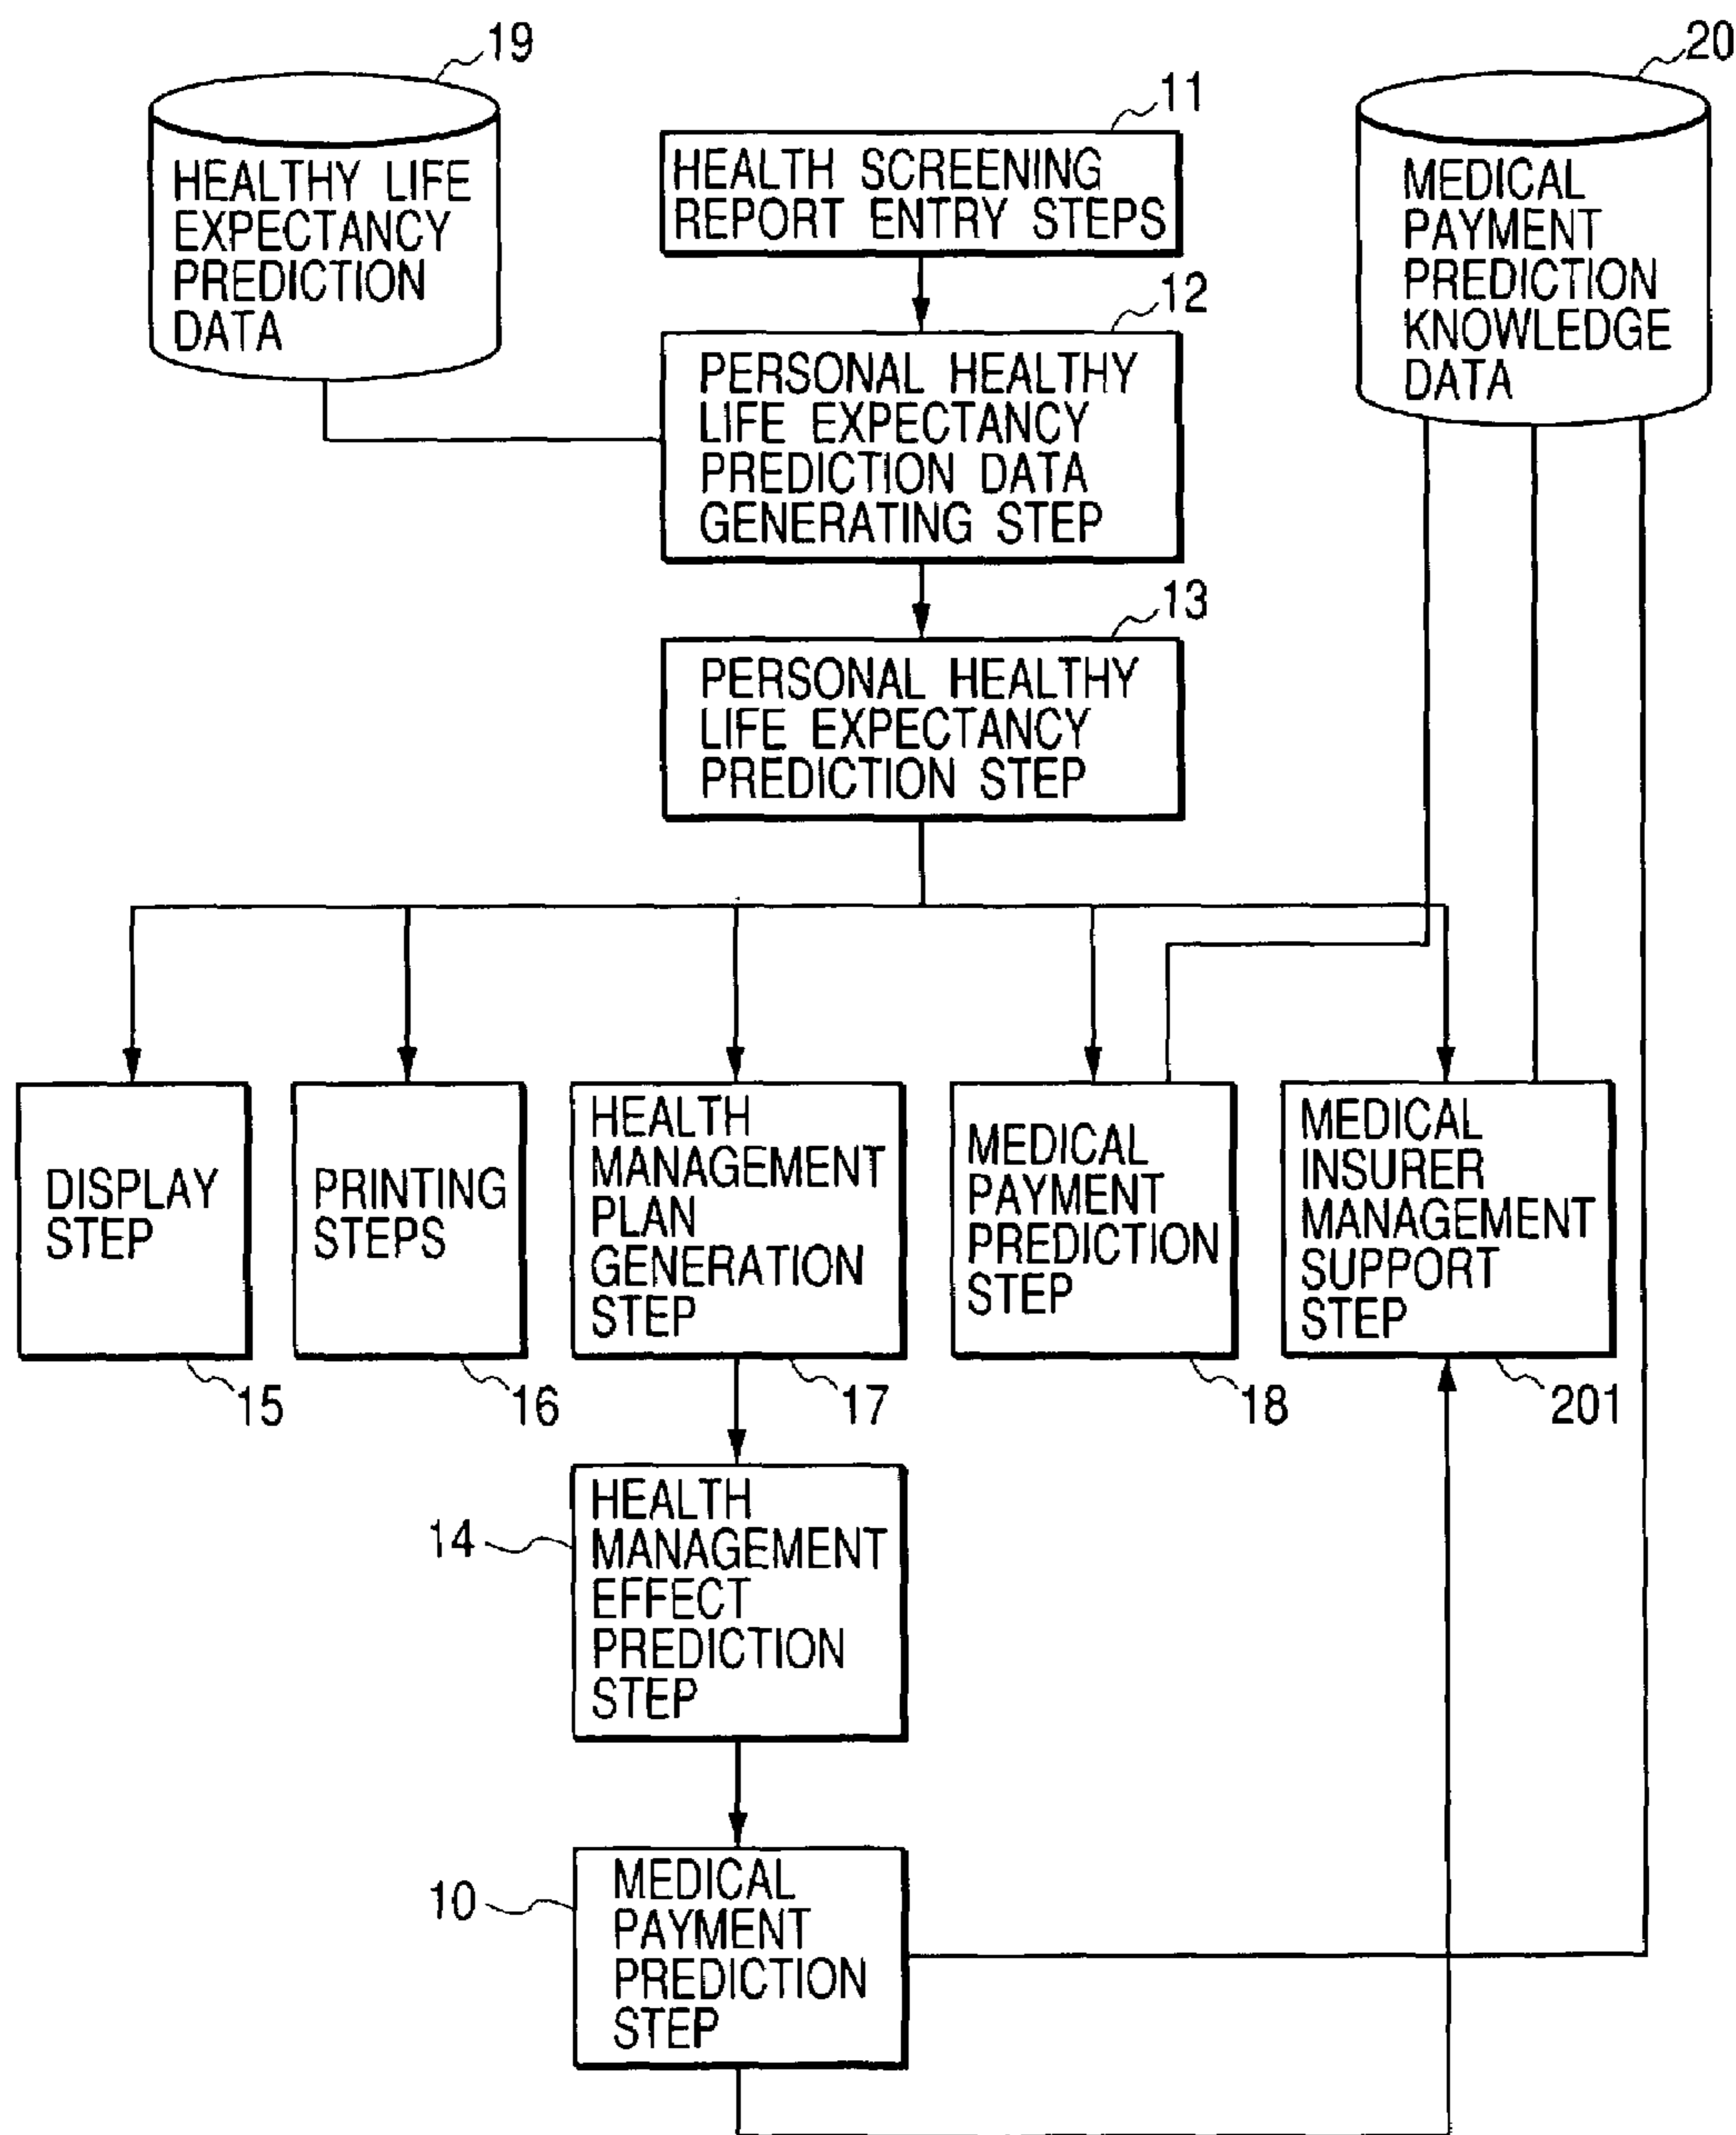 19
20
11
HEALTHY LIFE
EXPECTANCY
PREDICTION
DATA
HEALTH SCREENING
REPORT ENTRY STEPS
MEDICAL
PAYMENT
PREDICTION
KNOWLEDGE
DATA
12
PERSONAL HEALTHY
LIFE EXPECTANCY
PREDICTION DATA
GENERATING STEP
13
PERSONAL HEALTHY
LIFE EXPECTANCY
PREDICTION STEP
DISPLAY
STEP
15
PRINTING
STEPS
16
HEALTH
MANAGEMENT
PLAN
GENERATION
STEP
17
MEDICAL
PAYMENT
PREDICTION
STEP
18
MEDICAL
INSURER
MANAGEMENT
SUPPORT
STEP
201
14
HEALTH
MANAGEMENT
EFFECT
PREDICTION
STEP
10
MEDICAL
PAYMENT
PREDICTION
STEP